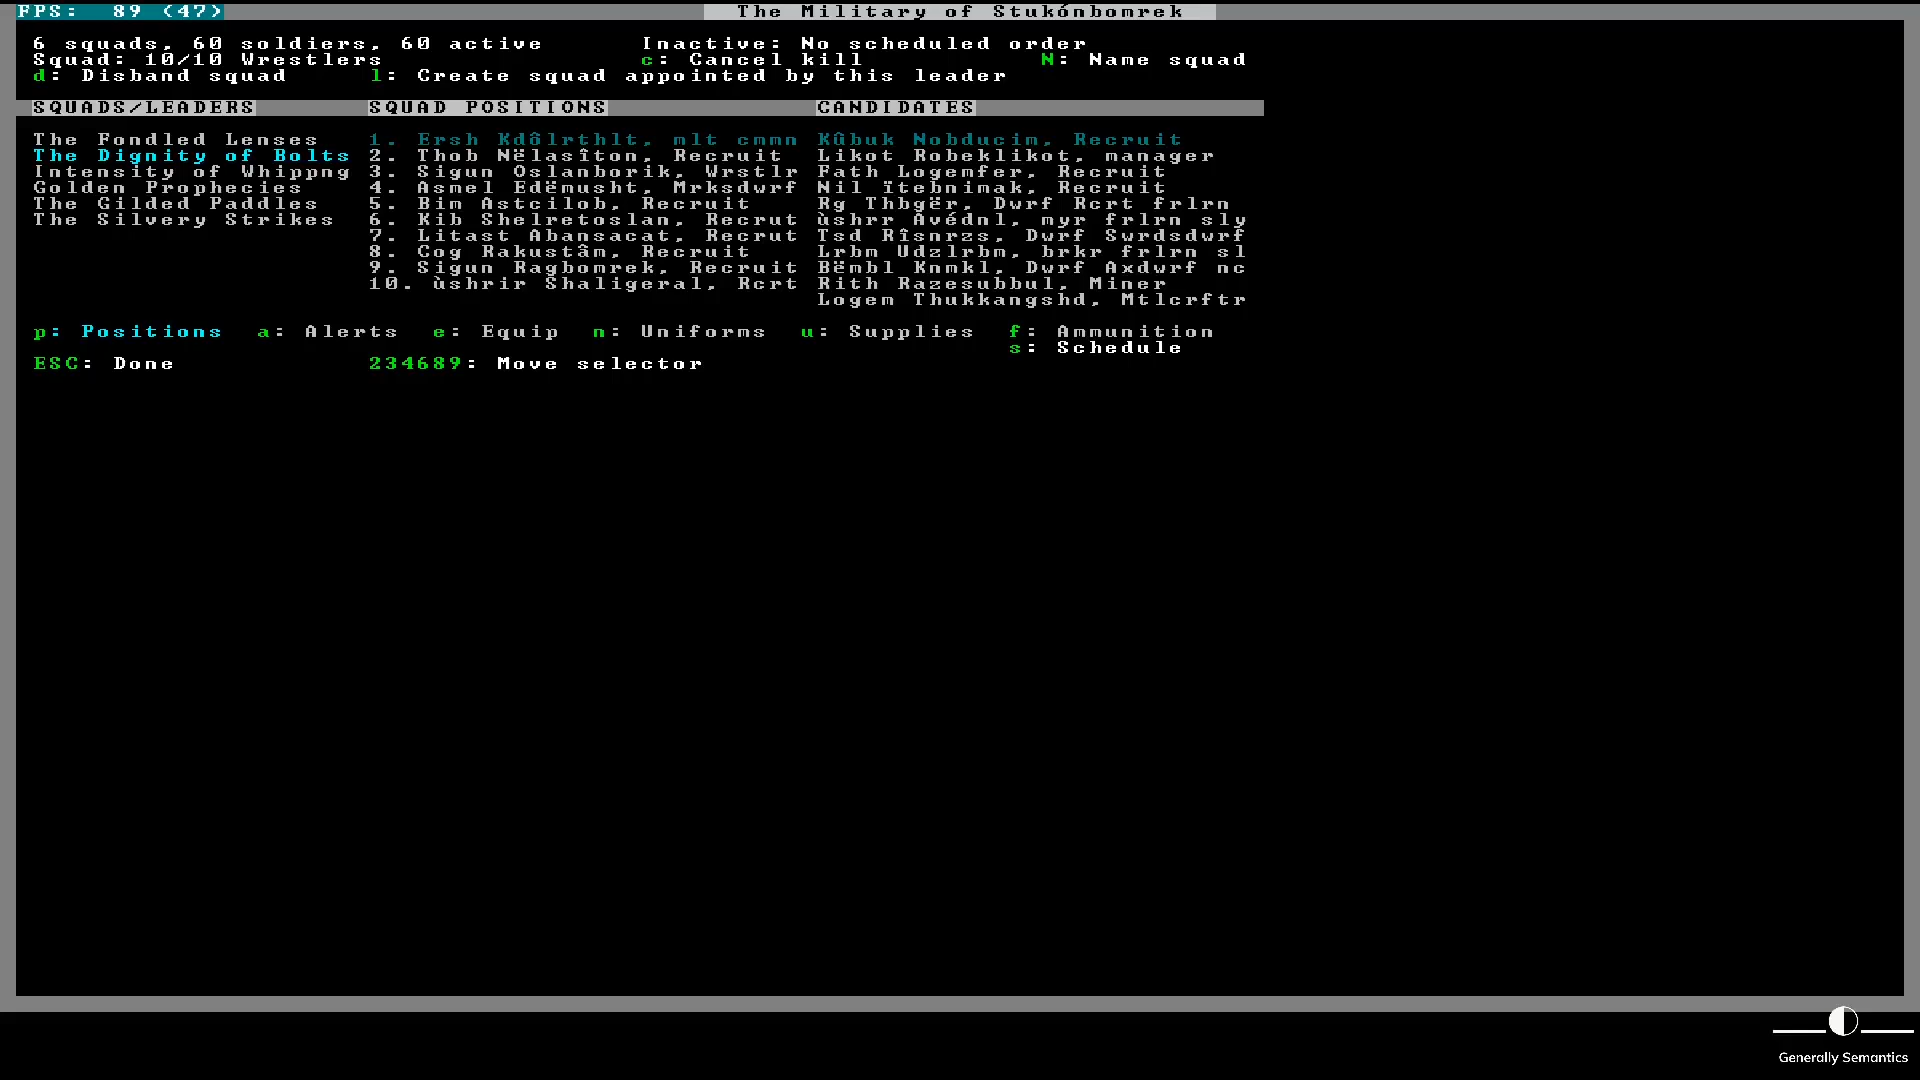 FPS: 89 (47)
The Military of Stukónbomrek
6 squads, 60 soldiers, 60 active Inactive: No scheduled order
Squad: 10/10 Wrestlers c: Cancel kill N: Name squad
d: Disband squad l: Create squad appointed by this leader
SQUADS/LEADERS SQUAD POSITIONS CANDIDATES
The Fondled Lenses 1. Ersh Kdôlrthlt, mlt cmmn Kûbuk Nobducim, Recruit
The Dignity of Bolts 2. Thob Nëlasîton, Recruit Likot Robeklikot, manager
Intensity of Whippng 3. Sigun Oslanborik, Wrstlr Fath Logemfer, Recruit
Golden Prophecies 4. Asmel Edëmusht, Mrksdwrf Nil ïtebnimak, Recruit
The Gilded Paddles 5. Bim Astcilob, Recruit Rg Thbgër, Dwrf Rcrt frlrn
The Silvery Strikes 6. Kib Shelretoslan, Recrut ùshrr Avédnl, myr frlrn sly
7. Litast Abansacat, Recrut Tsd Rîsnrzs, Dwrf Swrdsdwrf
8. Cog Rakustâm, Recruit Lrbm Udzlrbm, brkr frlrn sl
9. Sigun Ragbomrek, Recruit Bëmbl Knmkl, Dwrf Axdwrf nc
10. ùshrir Shaligeral, Rcrt Rith Razesubbul, Miner
Logem Thukkangshd, Mtlcrftr
p: Positions a: Alerts e: Equip n: Uniforms u: Supplies f: Ammunition
s: Schedule
ESC: Done 234689: Move selector
Generally Semantics